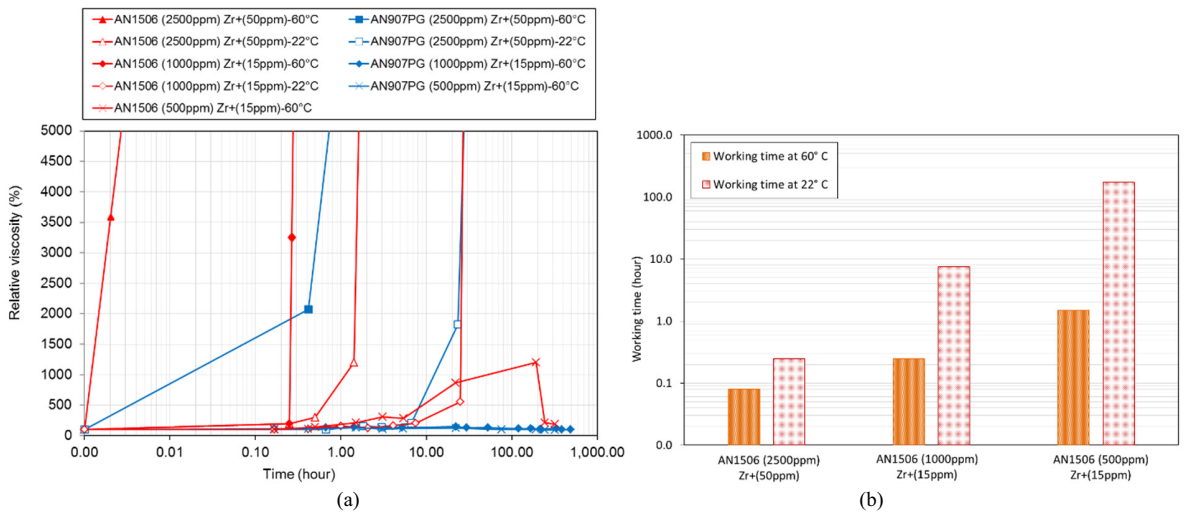 AN1506 (2500ppm) Zr+(50ppm)-60°C
AN907PG (2500ppm) Zr+(50ppm)-60°C
AN1506 (2500ppm) Zr+(50ppm)-22°C
AN907PG (2500ppm) Zr+(50ppm)-22°C
AN1506 (1000ppm) Zr+(15ppm)-60°C
AN907PG (1000ppm) Zr+(15ppm)-60°C
AN1506 (1000ppm) Zr+(15ppm)-22°C
AN907PG (500ppm) Zr+(15ppm)-60°C
AN1506 (500ppm) Zr+(15ppm)-60°C
Relative viscosity (%)
5000
4500
4000
3500
3000
2500
2000
1500
1000
500
0
0.00 0.01 0.10 1.00 10.00 100.00 1,000.00
Time (hour)
(a)
Working time (hour)
1000.0
100.0
10.0
1.0
0.1
0.0
Working time at 60° C
Working time at 22° C
AN1506 (2500ppm)
Zr+(50ppm)
AN1506 (1000ppm)
Zr+(15ppm)
AN1506 (500ppm)
Zr+(15ppm)
(b)